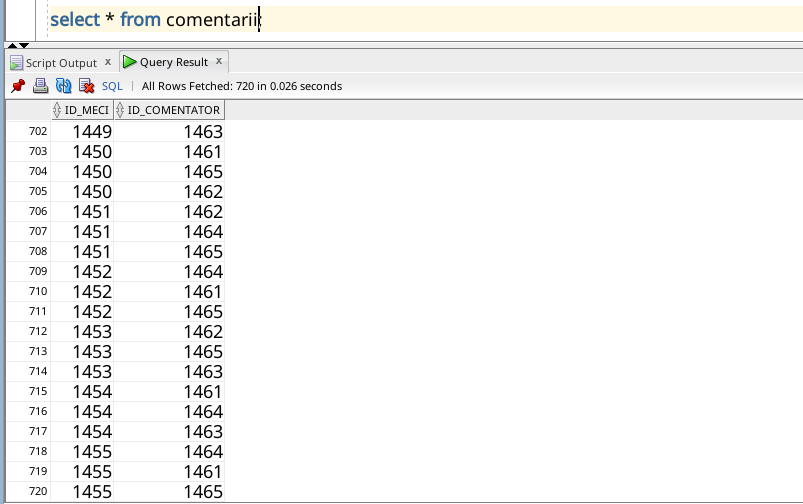 select * from comentarii;
Script Output x Query Result x
SQL | All Rows Fetched: 720 in 0.026 seconds
ID_MECI ID_COMENTATOR
702 1449 1463
703 1450 1461
704 1450 1465
705 1450 1462
706 1451 1462
707 1451 1464
708 1451 1465
709 1452 1464
710 1452 1461
711 1452 1465
712 1453 1462
713 1453 1465
714 1453 1463
715 1454 1461
716 1454 1464
717 1454 1463
718 1455 1464
719 1455 1461
720 1455 1465